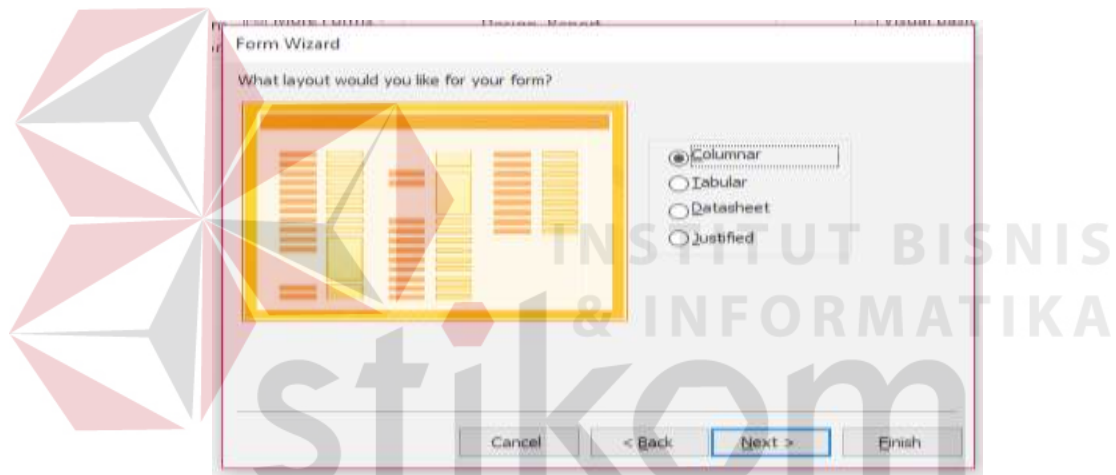 Form Wizard
What layout would you like for your form?
Columnar
Tabular
Datasheet
Justified
INSTITUT BISNIS
& INFORMATIKA
stikom
Cancel
< Back
Next >
Finish